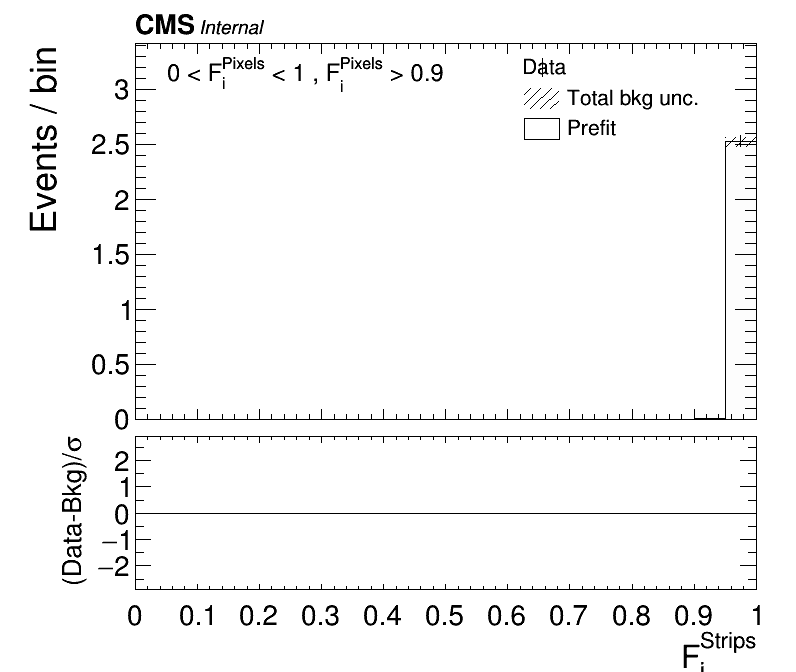 CMS Internal
0 < F_i^Pixels < 1 , F_i^Pixels > 0.9
Data
Total bkg unc.
Prefit
Events / bin
3
2.5
2
1.5
1
0.5
0
(Data-Bkg)/σ
2
1
0
−1
−2
0 0.1 0.2 0.3 0.4 0.5 0.6 0.7 0.8 0.9 1
F_i^Strips